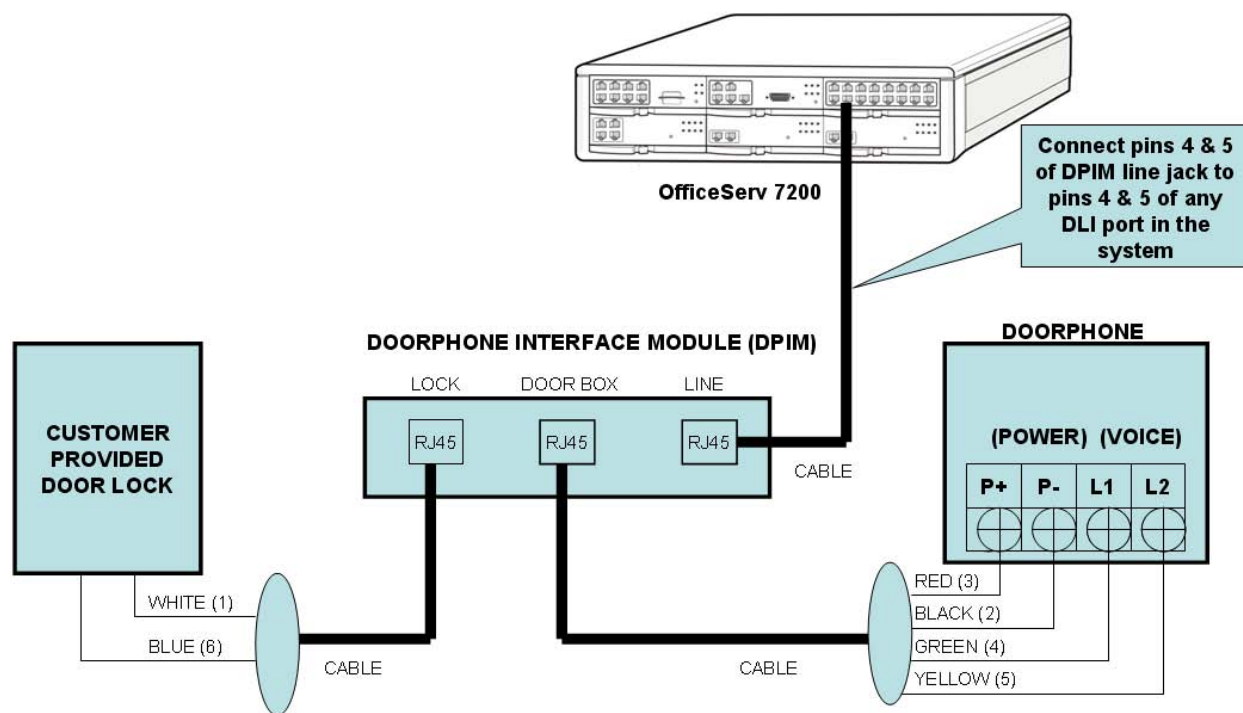 OfficeServ 7200
Connect pins 4 & 5
of DPIM line jack to
pins 4 & 5 of any
DLI port in the
system
DOORPHONE INTERFACE MODULE (DPIM)
LOCK DOOR BOX LINE
RJ45 RJ45 RJ45
CABLE
CUSTOMER
PROVIDED
DOOR LOCK
WHITE (1)
BLUE (6)
CABLE
CABLE
DOORPHONE
(POWER) (VOICE)
P+ P- L1 L2
RED (3)
BLACK (2)
GREEN (4)
YELLOW (5)